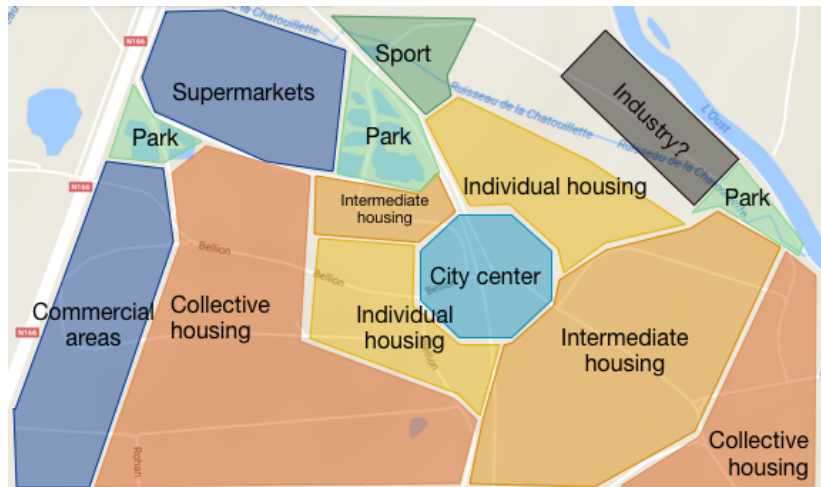 N166
Sport
Supermarkets
Ruisseau de la Chatouillette
L'Oust
Industry?
Park
Park
Ruisseau de la Chatouillette
N166
Individual housing
Park
Intermediate
housing
Bellion
Bellion
City center
Commercial
areas
Collective
housing
Individual
housing
N166
Intermediate
housing
Bellion
Collective
housing
Rohan